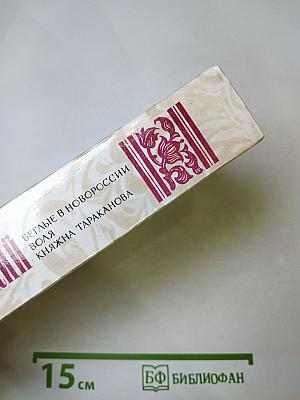 БЕГЛЫЕ В НОВОРОССИИ
ВОЛЯ
КНЯЖНА ТАРАКАНОВА
15 СМ
БФ БИБЛИОФАН